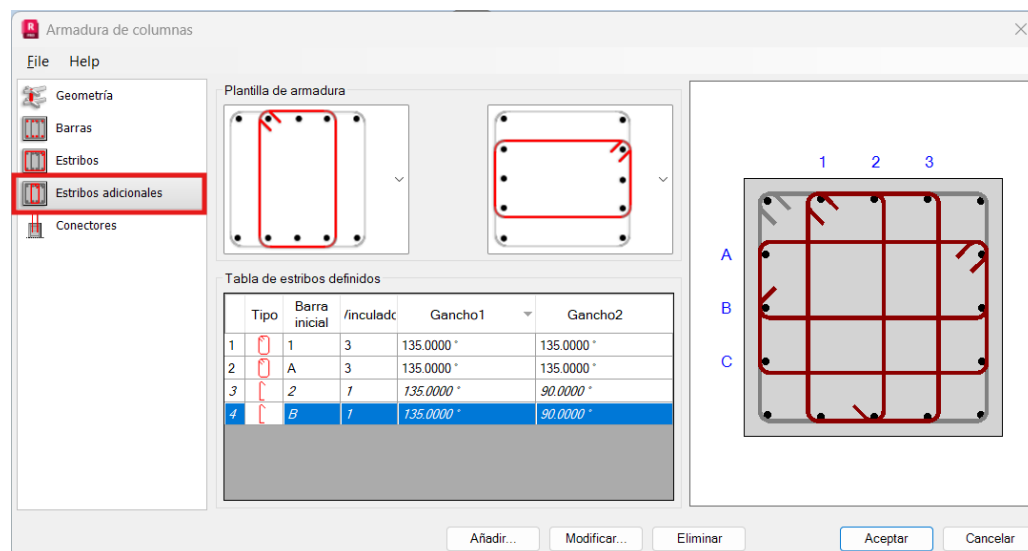 Armadura de columnas
File Help
Geometría
Barras
Estribos
Estribos adicionales
Conectores
Plantilla de armadura
1 2 3
A
B
C
Tabla de estribos definidos
Tipo Barra inicial /inculado Gancho1 Gancho2
1 1 3 135.0000 ° 135.0000 °
2 A 3 135.0000 ° 135.0000 °
3 2 1 135.0000 ° 90.0000 °
4 B 1 135.0000 ° 90.0000 °
Añadir... Modificar... Eliminar Aceptar Cancelar